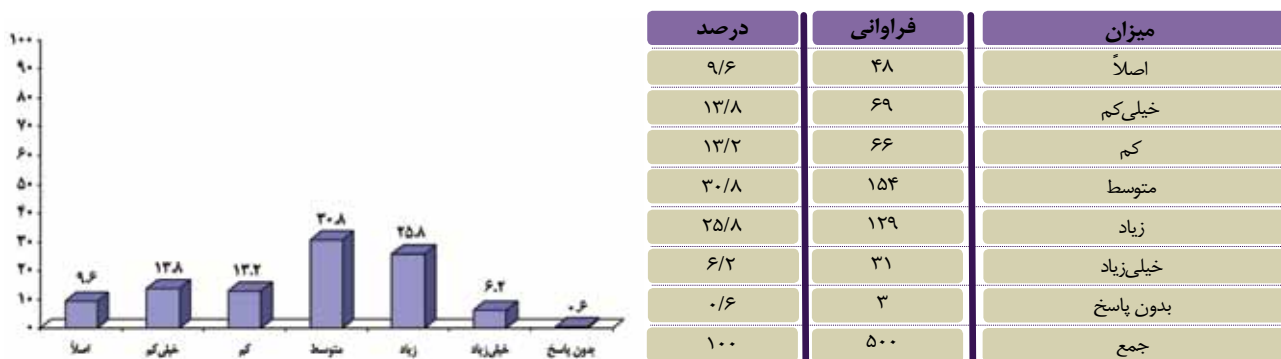 میزان فراوانی درصد
اصلاً ۴۸ ۹/۶
خیلی‌کم ۶۹ ۱۳/۸
کم ۶۶ ۱۳/۲
متوسط ۱۵۴ ۳۰/۸
زیاد ۱۲۹ ۲۵/۸
خیلی‌زیاد ۳۱ ۶/۲
بدون پاسخ ۳ ۰/۶
جمع ۵۰۰ ۱۰۰
۱۰۰
۹۰
۸۰
۷۰
۶۰
۵۰
۴۰
۳۰
۲۰
۱۰
۰
۹.۶ ۱۳.۸ ۱۳.۲ ۳۰.۸ ۲۵.۸ ۶.۲ ۰.۶
اصلاً خیلی‌کم کم متوسط زیاد خیلی‌زیاد بدون پاسخ